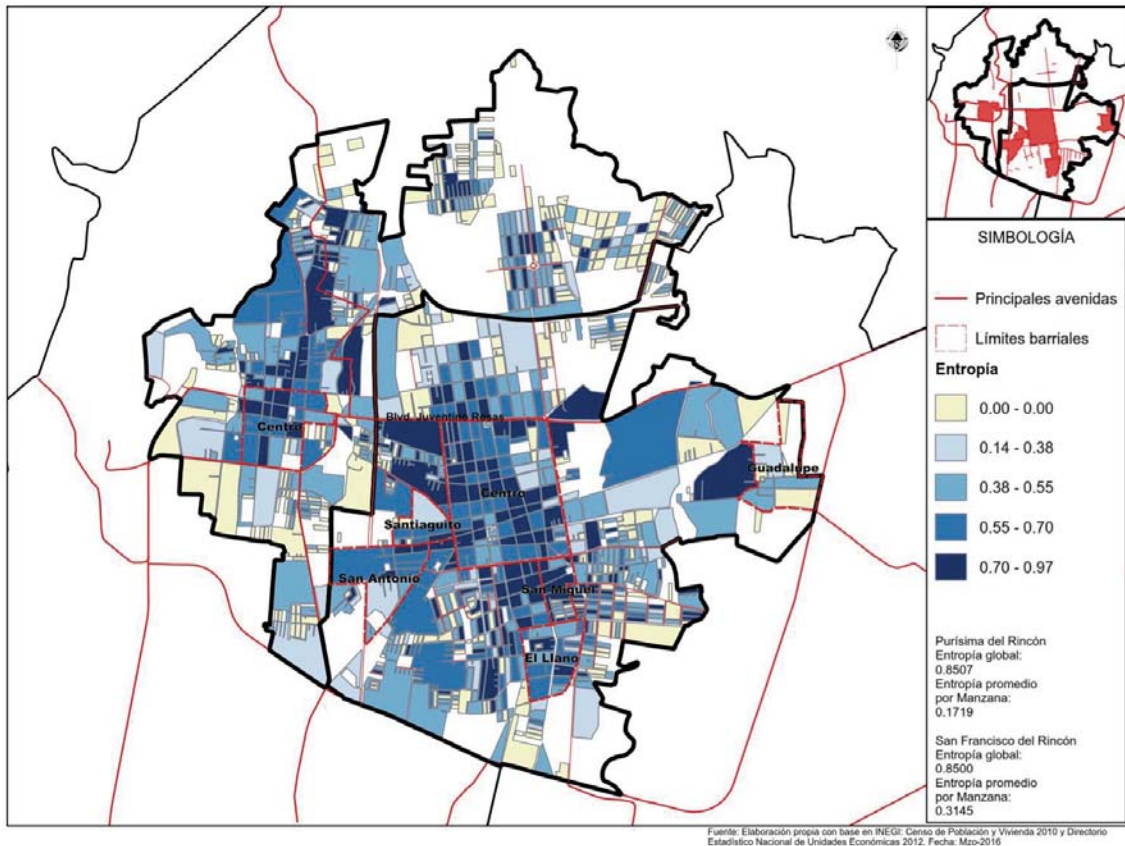 S
Blvd. Juventino Rosas
Centro
Centro
Guadalupe
Santiaguito
San Antonio
San Miguel
El Llano
SIMBOLOGÍA
Principales avenidas
Límites barriales
Entropía
0.00 - 0.00
0.14 - 0.38
0.38 - 0.55
0.55 - 0.70
0.70 - 0.97
Purísima del Rincón
Entropía global:
0.8507
Entropía promedio
por Manzana:
0.1719
San Francisco del Rincón
Entropía global:
0.8500
Entropía promedio
por Manzana:
0.3145
Fuente: Elaboración propia con base en INEGI: Censo de Población y Vivienda 2010 y Directorio
Estadístico Nacional de Unidades Económicas 2012. Fecha: Mzo-2016